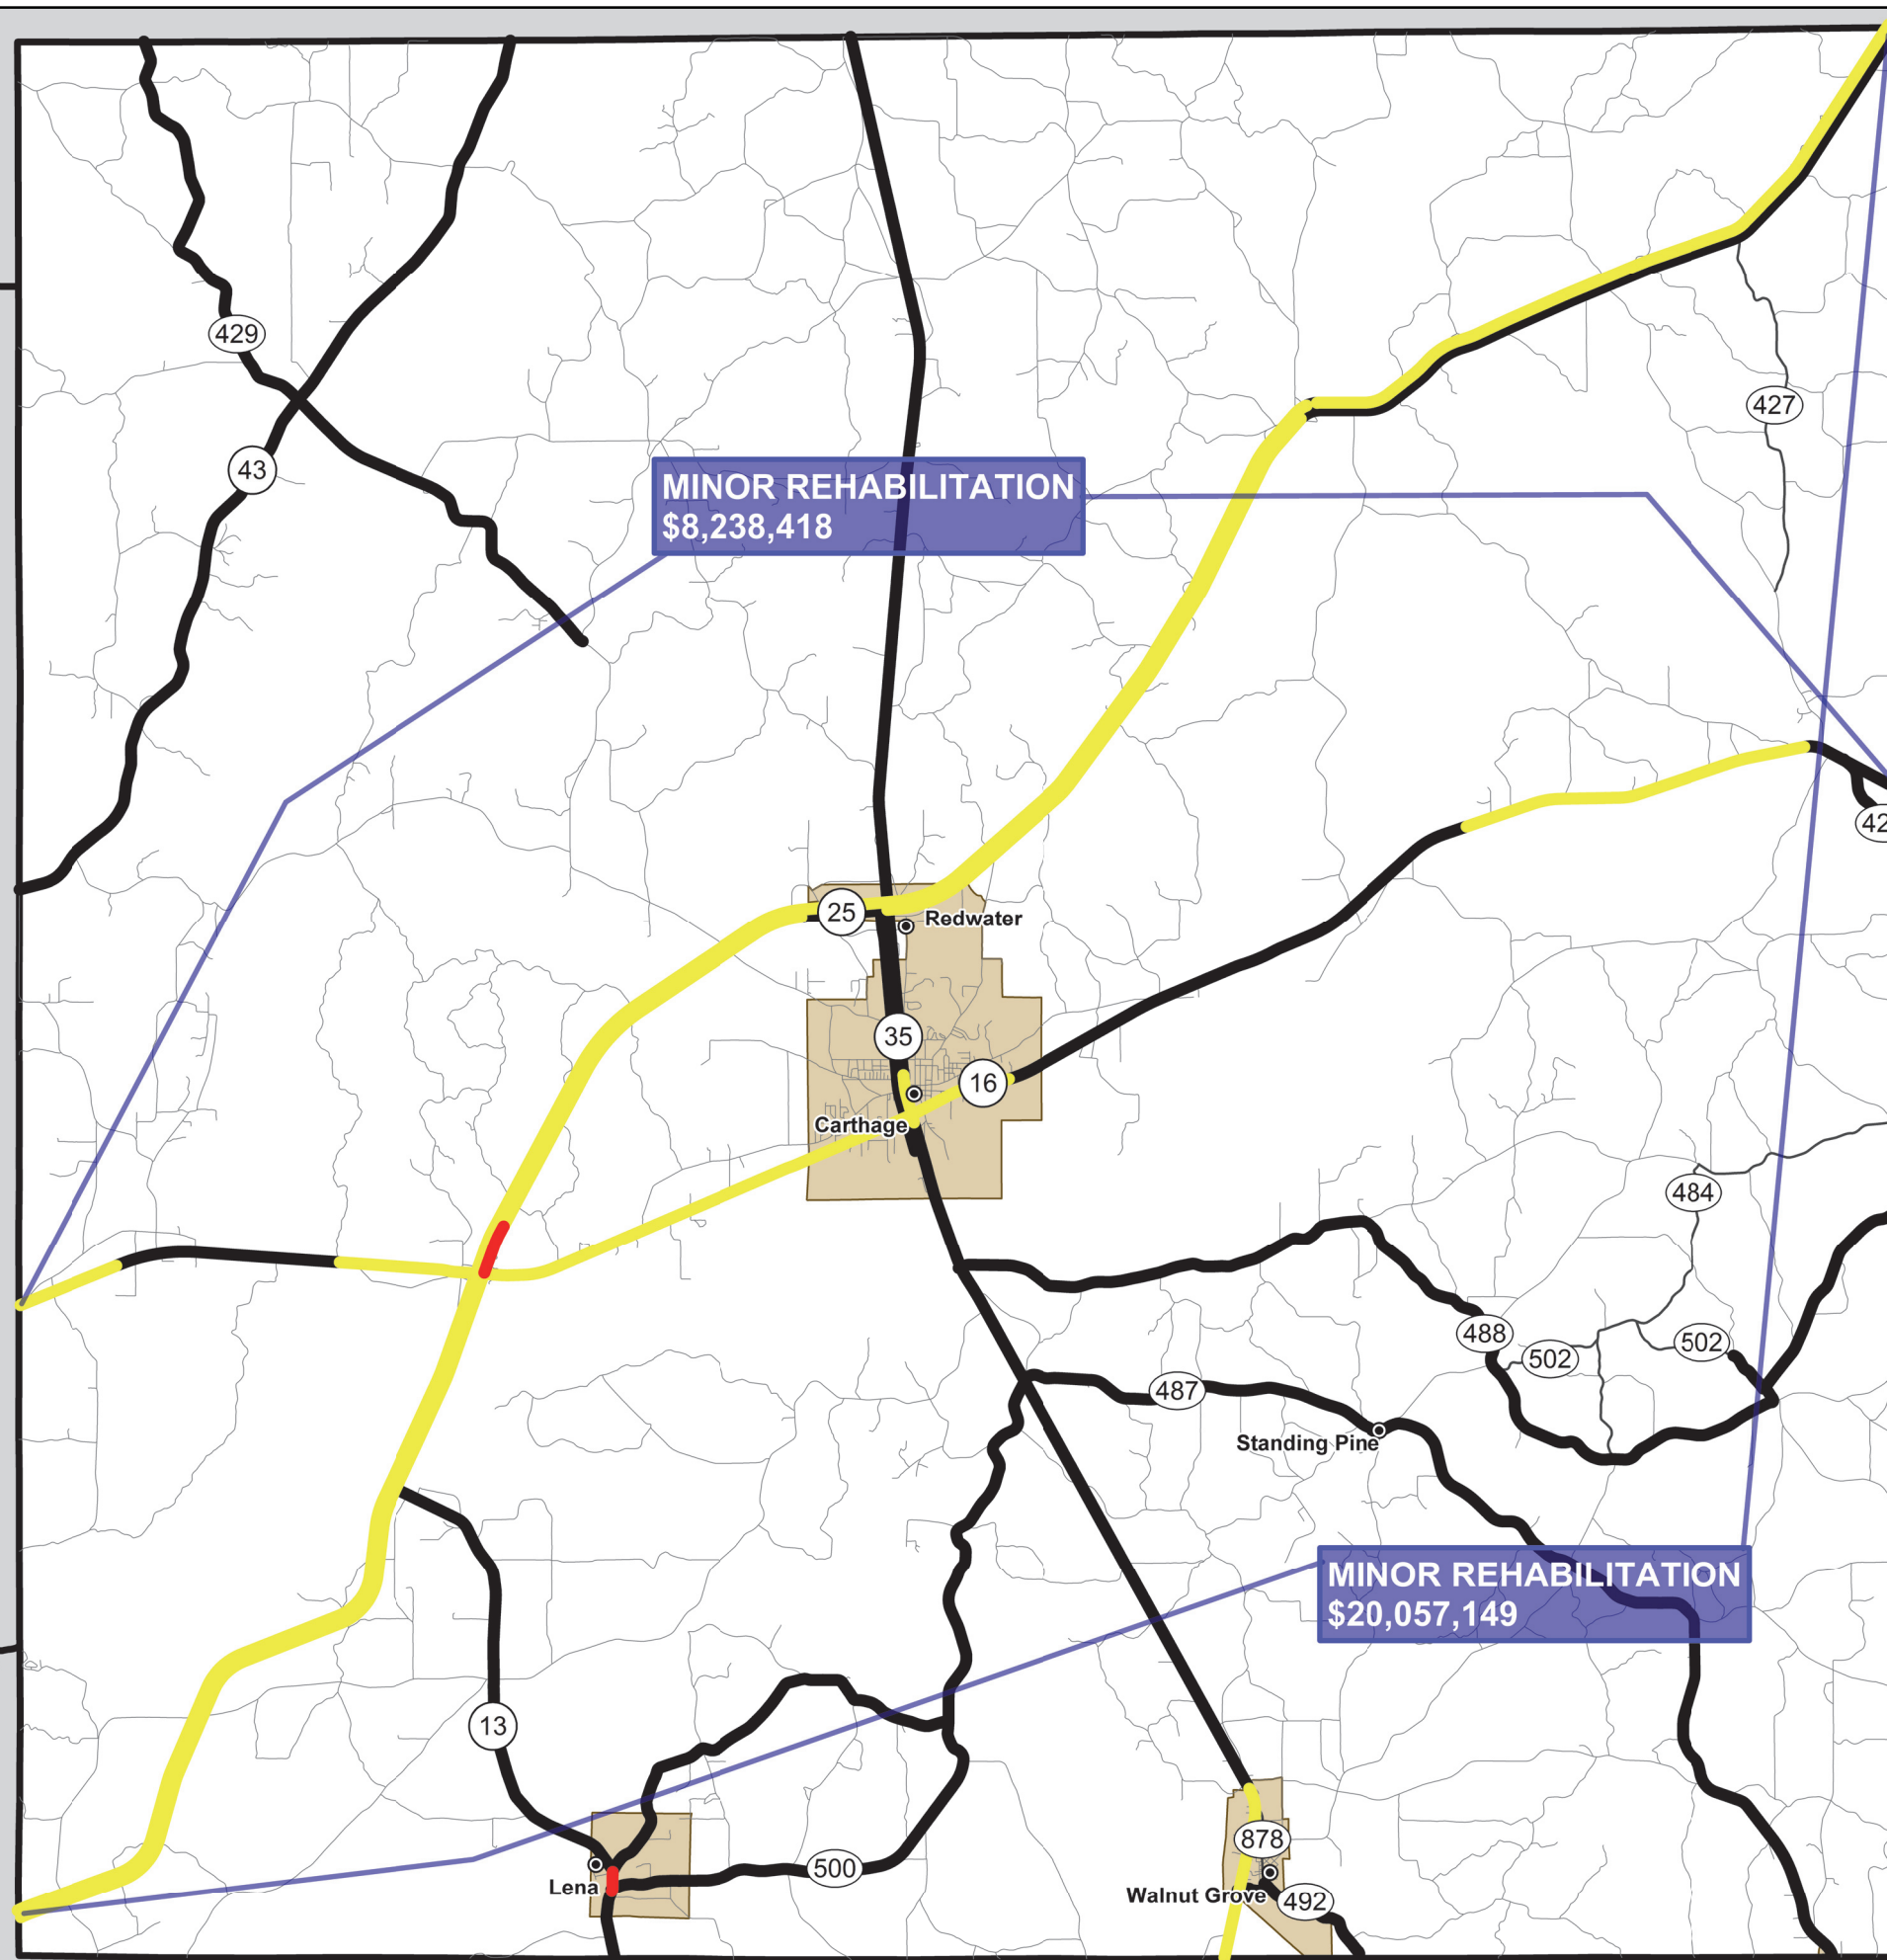 429
427
43
MINOR REHABILITATION
$8,238,418
42
25
Redwater
35
16
Carthage
484
488
502
502
487
Standing Pine
MINOR REHABILITATION
$20,057,149
13
878
500
Lena
Walnut Grove
492